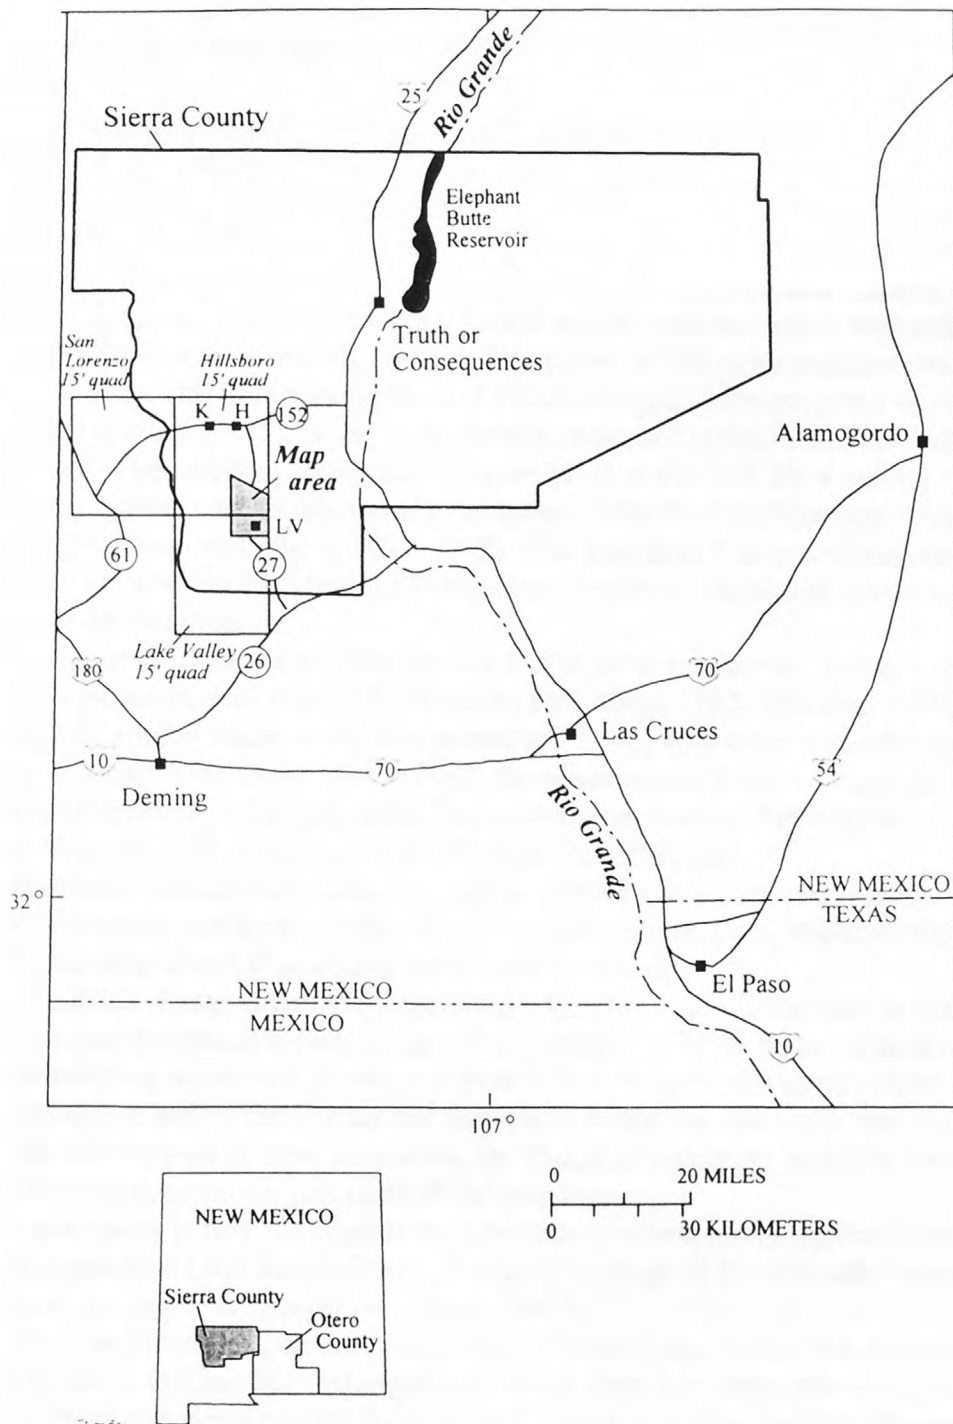 25
Rio Grande
Sierra County
Elephant
Butte
Reservoir
Truth or
Consequences
San
Lorenzo
15' quad
Hillsboro
15' quad
K
H
152
Map
area
Alamogordo
LV
61
27
Lake Valley
15' quad
26
180
70
10
70
Las Cruces
54
Deming
Rio Grande
32°
NEW MEXICO
TEXAS
El Paso
NEW MEXICO
MEXICO
10
107°
0
20 MILES
0
30 KILOMETERS
NEW MEXICO
Sierra County
Otero
County